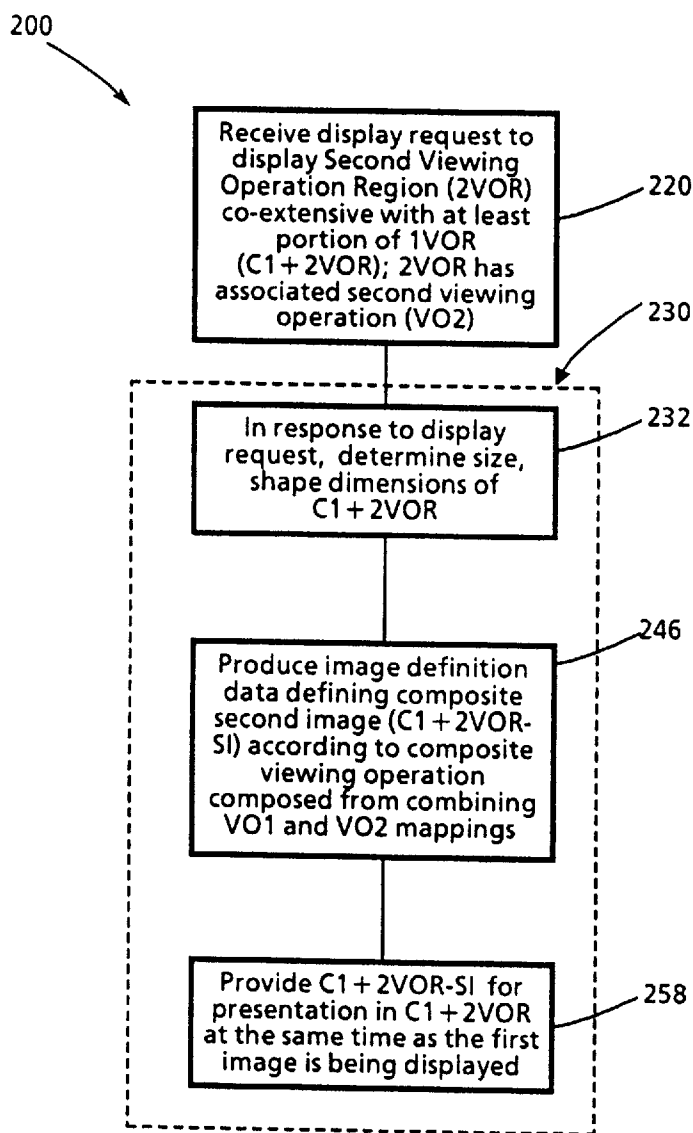 200
Receive display request to
display Second Viewing
Operation Region (2VOR)
co-extensive with at least
portion of 1VOR
(C1+2VOR); 2VOR has
associated second viewing
operation (VO2)
220
230
In response to display
request, determine size,
shape dimensions of
C1+2VOR
232
Produce image definition
data defining composite
second image (C1+2VOR-
SI) according to composite
viewing operation
composed from combining
VO1 and VO2 mappings
246
Provide C1+2VOR-SI for
presentation in C1+2VOR
at the same time as the first
image is being displayed
258